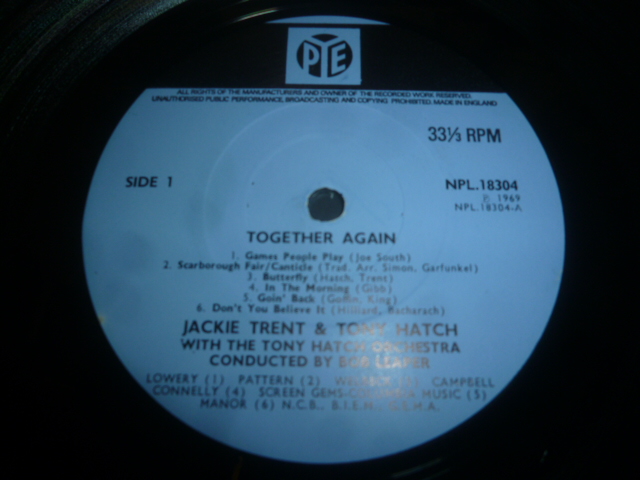 PYE
ALL RIGHTS OF THE MANUFACTURERS AND OWNER OF THE RECORDED WORK RESERVED.
UNAUTHORISED PUBLIC PERFORMANCE, BROADCASTING AND COPYING PROHIBITED. MADE IN ENGLAND
33⅓ RPM
SIDE 1
NPL.18304
℗ 1969
NPL.18304-A
TOGETHER AGAIN
1. Games People Play (Joe South)
2. Scarborough Fair/Canticle (Trad. Arr. Simon, Garfunkel)
3. Butterfly (Hatch, Trent)
4. In The Morning (Gibb)
5. Goin' Back (Goffin, King)
6. Don't You Believe It (Hilliard, Bacharach)
JACKIE TRENT & TONY HATCH
WITH THE TONY HATCH ORCHESTRA
CONDUCTED BY BOB LEAPER
LOWERY (1) PATTERN (2) CAMPBELL
CONNELLY (4) SCREEN GEMS-COLUMBIA MUSIC (5)
MANOR (6) N.C.B., B.I.E.M.